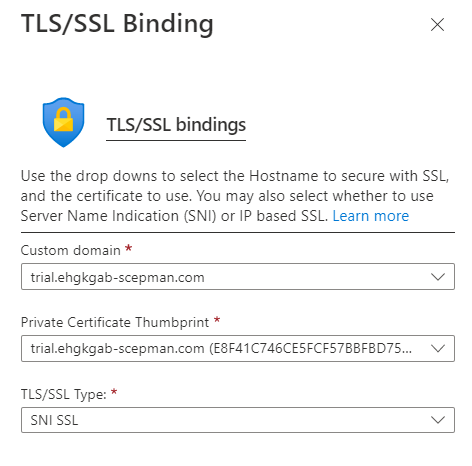 TLS/SSL Binding
TLS/SSL bindings
Use the drop downs to select the Hostname to secure with SSL,
and the certificate to use. You may also select whether to use
Server Name Indication (SNI) or IP based SSL. Learn more
Custom domain *
trial.ehgkgab-scepman.com
Private Certificate Thumbprint *
trial.ehgkgab-scepman.com (E8F41C746CE5FCF57BBFBD75...
TLS/SSL Type: *
SNI SSL